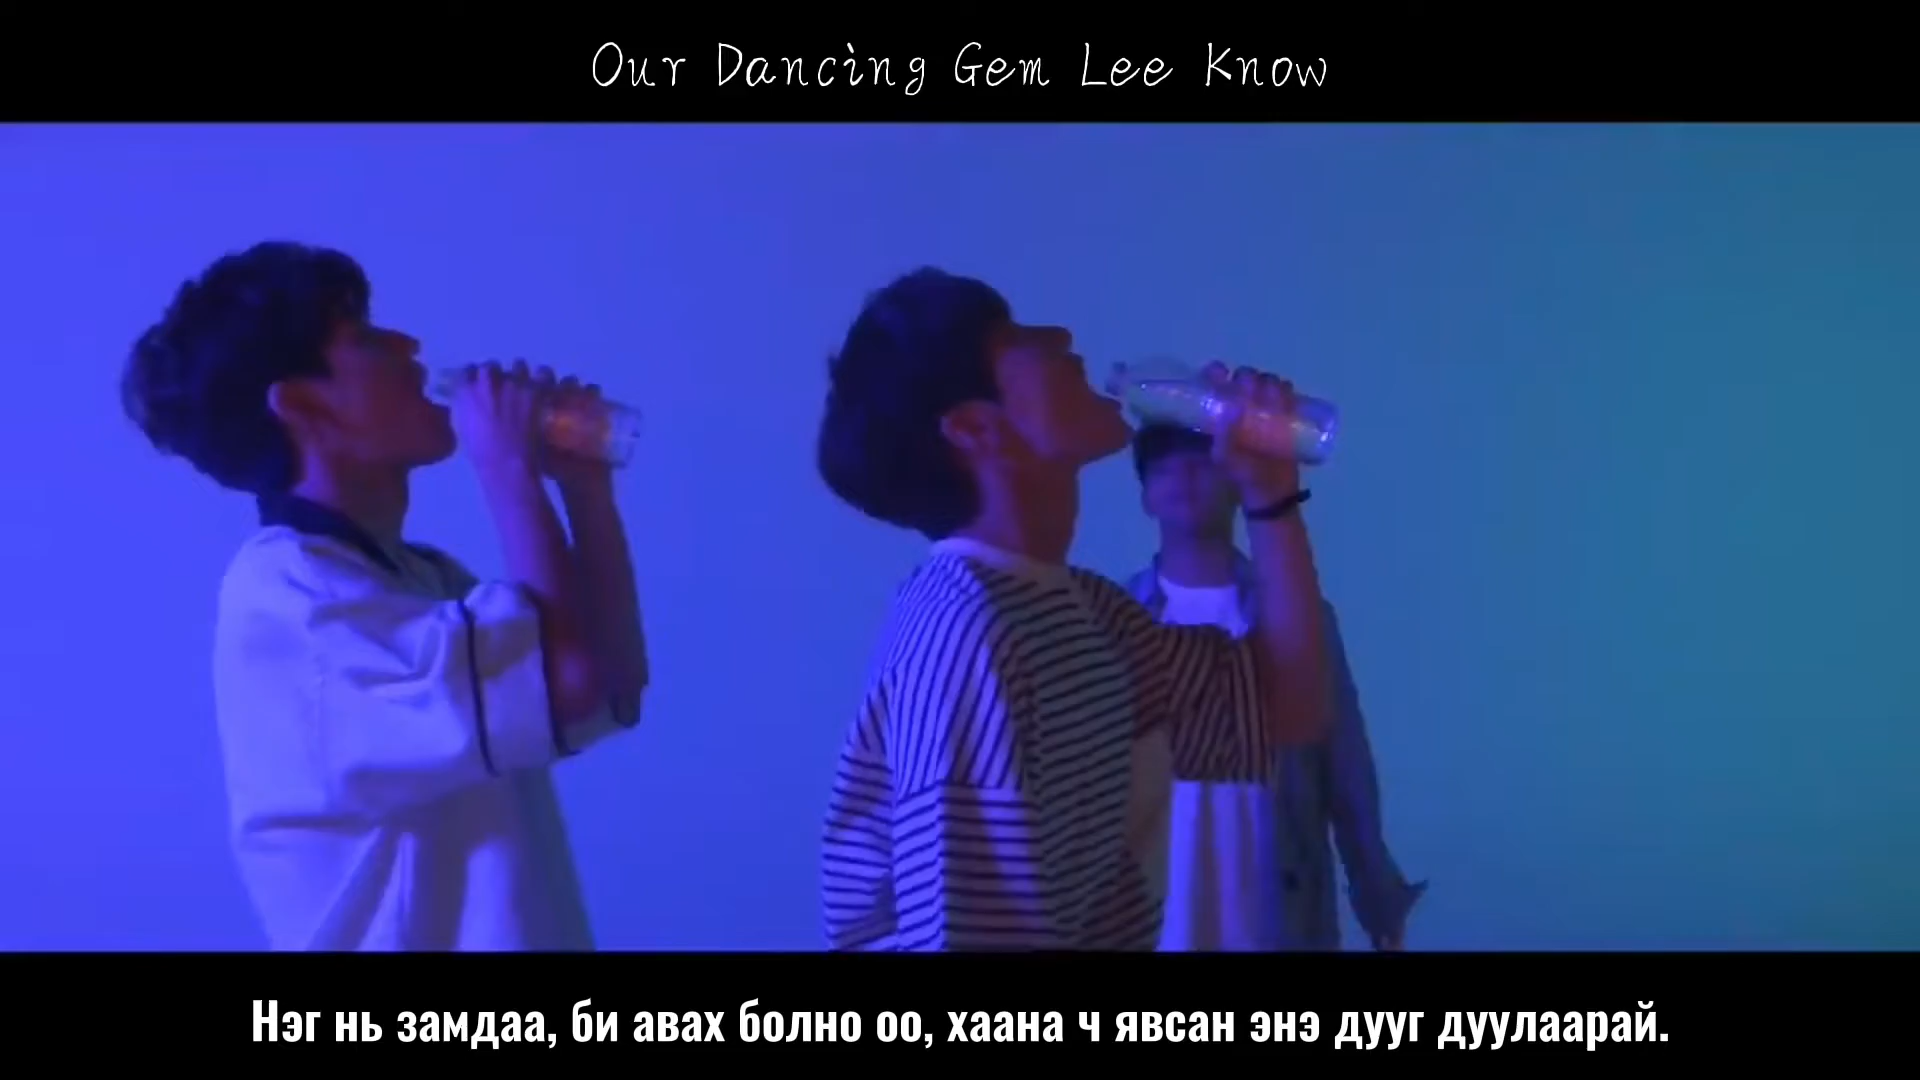 Our Dancing Gem Lee Know
Нэг нь замдаа, би авах болно оо, хаана ч явсан энэ дууг дуулаарай.